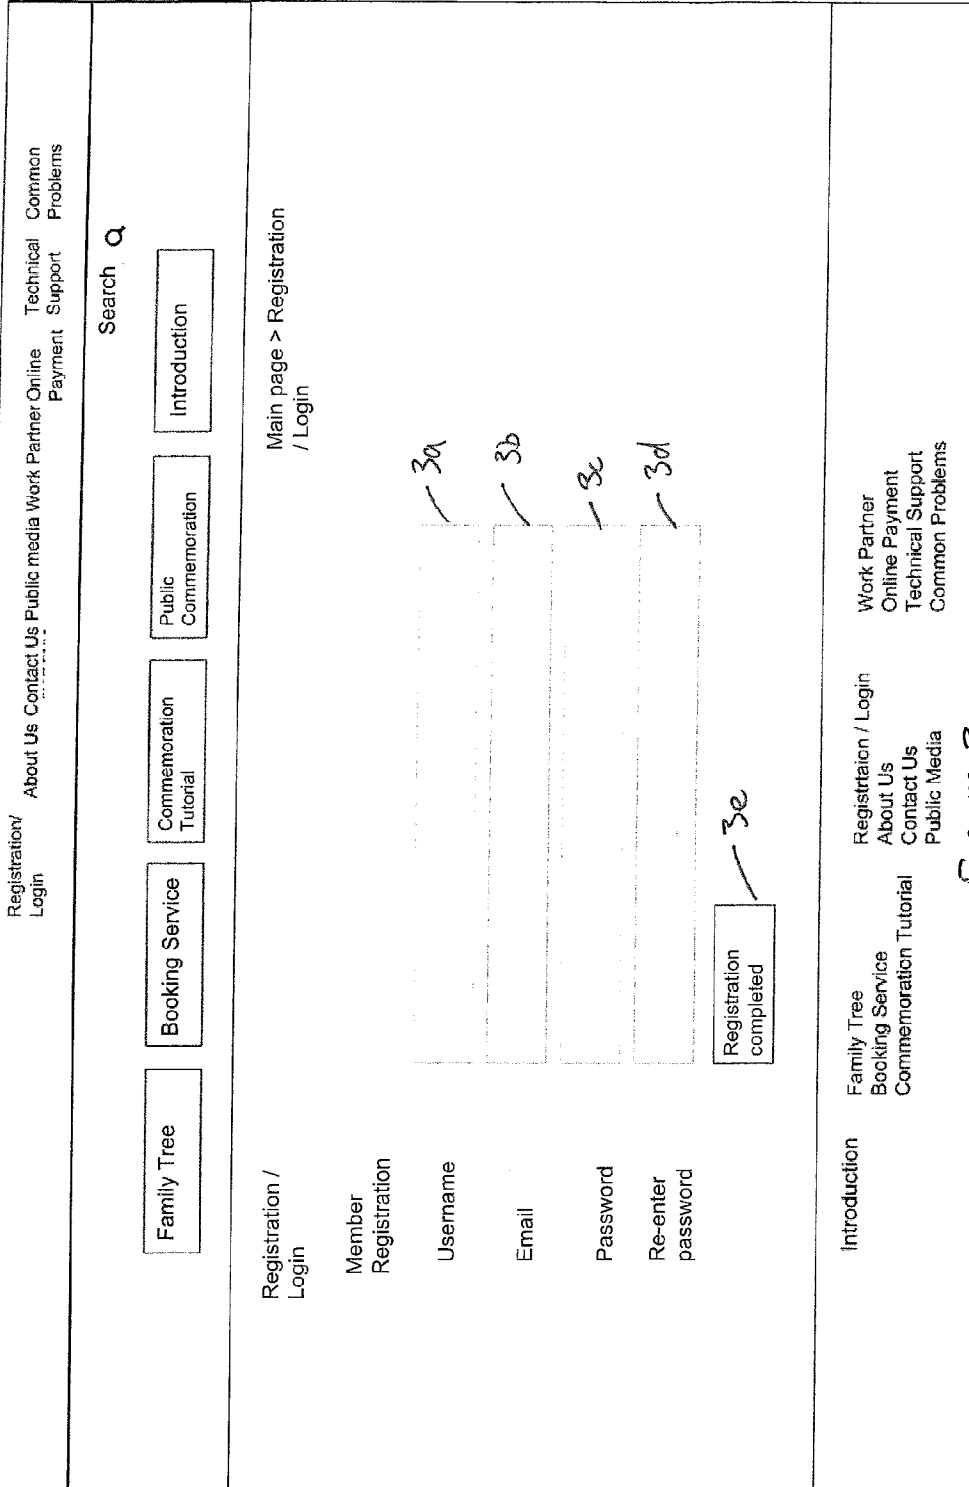 Registration/
Login
About Us Contact Us Public media Work Partner Online
Payment
Technical
Support
Common
Problems
Search
Family Tree
Booking Service
Commemoration
Tutorial
Public
Commemoration
Introduction
Registration /
Login
Main page > Registration
/ Login
Member
Registration
Username
3a
Email
3b
Password
3c
Re-enter
password
3d
Registration
completed
3e
Introduction
Family Tree
Booking Service
Commemoration Tutorial
Registrtaion / Login
About Us
Contact Us
Public Media
Work Partner
Online Payment
Technical Support
Common Problems